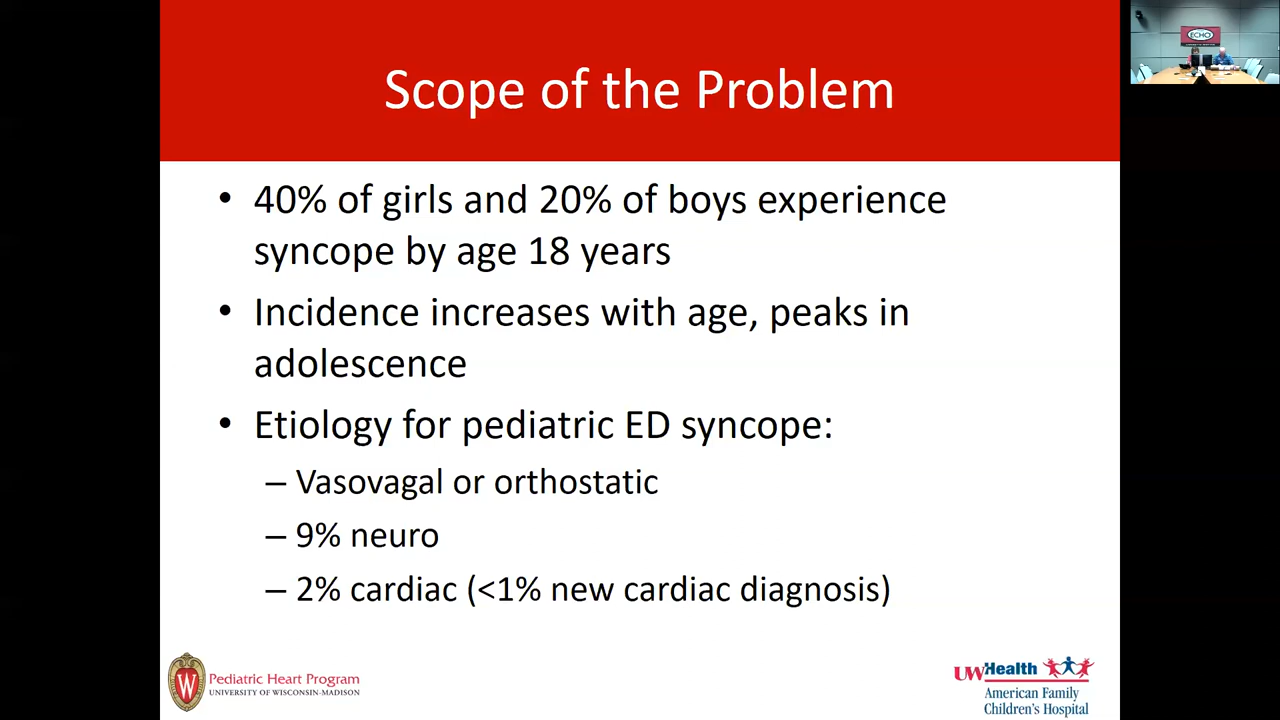 Scope of the Problem
ECHO
• 40% of girls and 20% of boys experience
syncope by age 18 years
• Incidence increases with age, peaks in
adolescence
• Etiology for pediatric ED syncope:
– Vasovagal or orthostatic
– 9% neuro
– 2% cardiac (<1% new cardiac diagnosis)
W
Pediatric Heart Program
UNIVERSITY OF WISCONSIN-MADISON
UWHealth
American Family
Children's Hospital